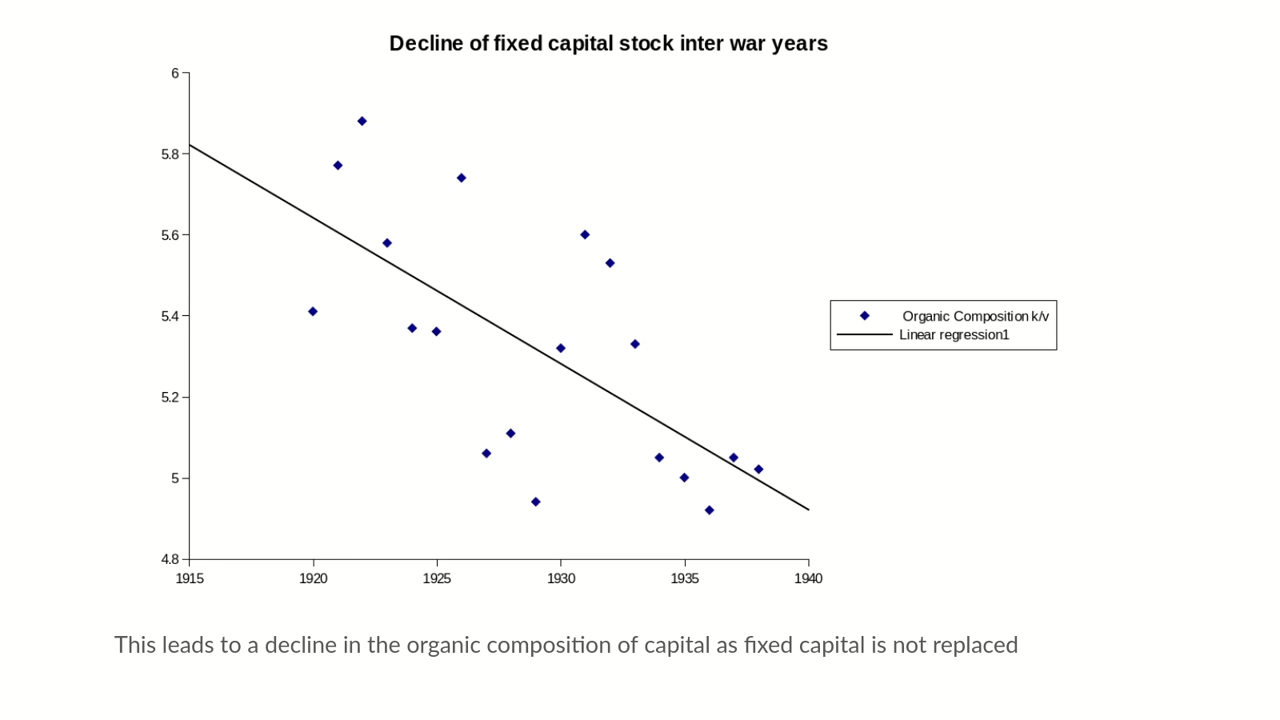 Decline of fixed capital stock inter war years
6
5.8
5.6
5.4
5.2
5
4.8
1915 1920 1925 1930 1935 1940
Organic Composition k/v
Linear regression1
This leads to a decline in the organic composition of capital as fixed capital is not replaced